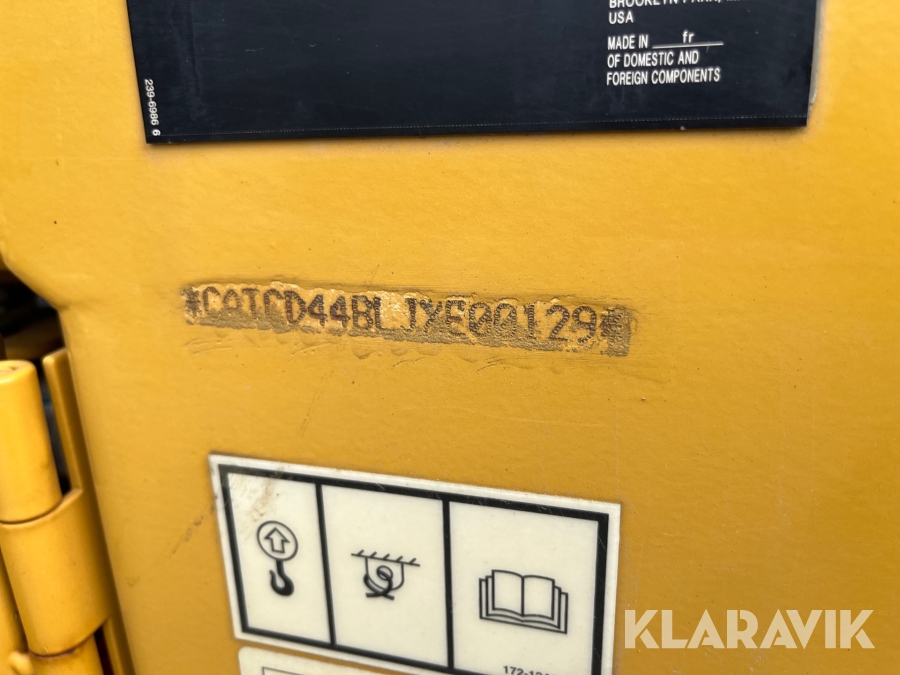 USA
MADE IN fr
OF DOMESTIC AND
FOREIGN COMPONENTS
239-6986 6
*CATCD44BLJYE00129*
KLARAVIK